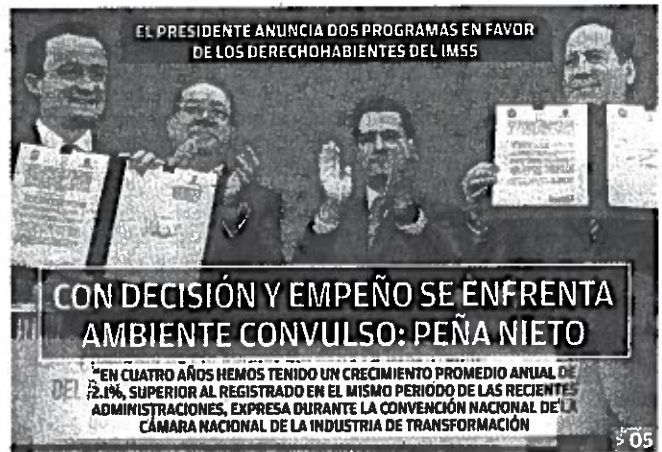 EL PRESIDENTE ANUNCIA DOS PROGRAMAS EN FAVOR
DE LOS DERECHOHABIENTES DEL IMSS
CON DECISIÓN Y EMPEÑO SE ENFRENTA
AMBIENTE CONVULSO: PEÑA NIETO
"EN CUATRO AÑOS HEMOS TENIDO UN CRECIMIENTO PROMEDIO ANUAL DE
2.1%, SUPERIOR AL REGISTRADO EN EL MISMO PERIODO DE LAS RECIENTES
ADMINISTRACIONES, EXPRESA DURANTE LA CONVENCIÓN NACIONAL DE LA
CÁMARA NACIONAL DE LA INDUSTRIA DE TRANSFORMACIÓN
> 05